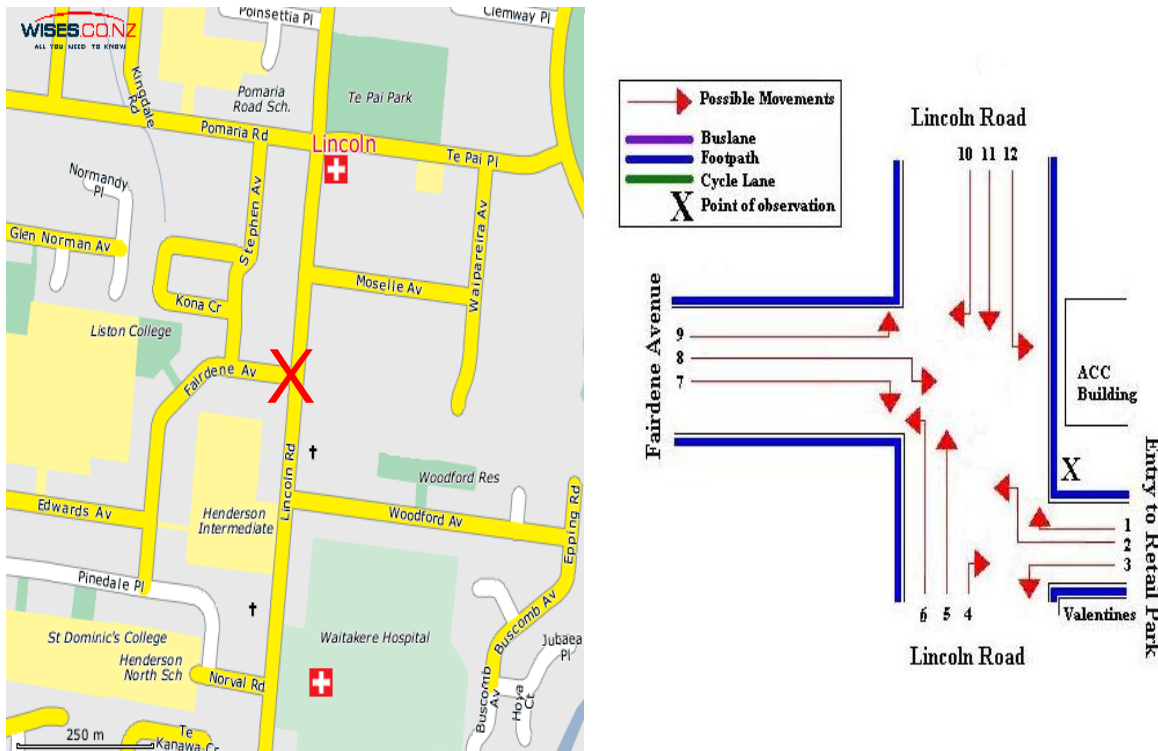 WISES.CO.NZ
ALL YOU NEED TO KNOW
Poinsettia Pl
Clemway Pl
Kingdale
Rd
Pomaria
Road Sch.
Te Pai Park
Pomaria Rd
Lincoln
Te Pai Pl
Normandy
Pl
Stephen Av
Waipareira Av
Glen Norman Av
Moselle Av
Kona Cr
Liston College
Fairdene Av
X
Lincoln Rd
Woodford Res
Edwards Av
Henderson
Intermediate
Woodford Av
Epping Rd
Pinedale Pl
St Dominic's College
Waitakere Hospital
Buscomb Av
Jubaea
Pl
Henderson
North Sch
Norval Rd
Buscomb
Av
Hoya
Ct
250 m
Te
Kanawa Cr
Possible Movements
Buslane
Footpath
Cycle Lane
X Point of observation
Lincoln Road
10 11 12
Fairdene Avenue
9
8
7
ACC
Building
X
Entry to Retail Park
1
2
3
6 5 4
Valentines
Lincoln Road